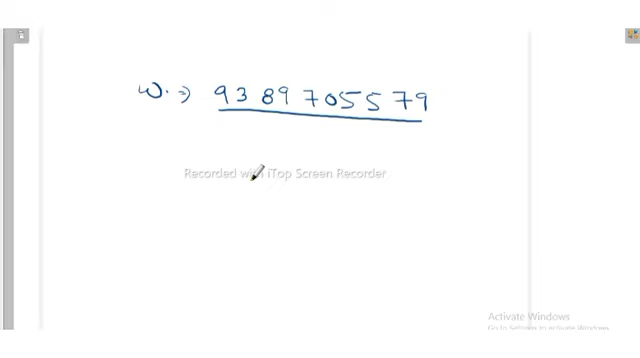 W. ⇒ 9389705579
Recorded with iTop Screen Recorder
Activate Windows
Go to Settings to activate Windows.